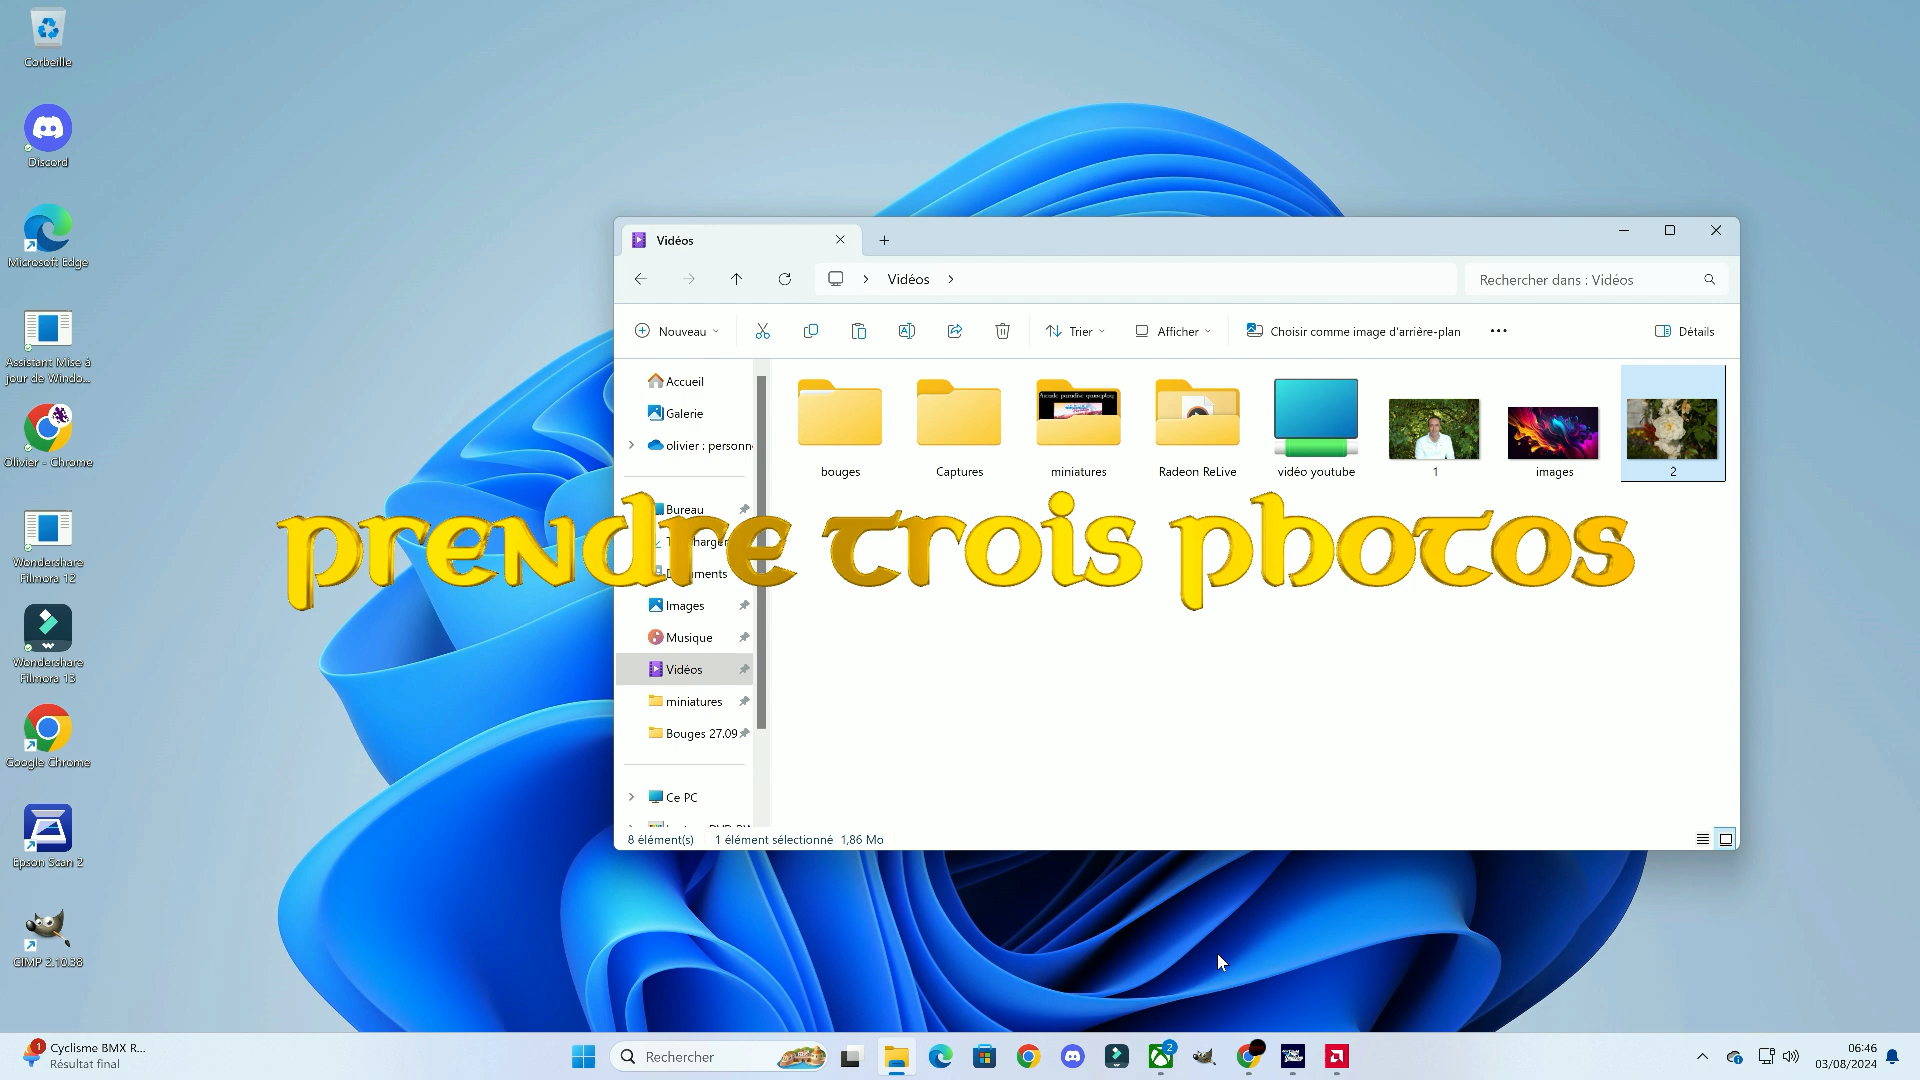 Corbeille
Discord
Microsoft Edge
Assistant Mise à
jour de Windo...
Olivier - Chrome
Wondershare
Filmora 12
Wondershare
Filmora 13
Google Chrome
Epson Scan 2
GIMP 2.10.38
Vidéos
Vidéos
Rechercher dans : Vidéos
Nouveau
Trier
Afficher
Choisir comme image d'arrière-plan
Détails
Accueil
Galerie
olivier : personn
Bureau
Documents
Images
Musique
Vidéos
miniatures
Bouges 27.09
Ce PC
bouges
Captures
miniatures
Radeon ReLive
vidéo youtube
1
images
2
prendre trois photos
8 élément(s)
1 élément sélectionné 1,86 Mo
1
Cyclisme BMX R...
Résultat final
Rechercher
2
06:46
03/08/2024